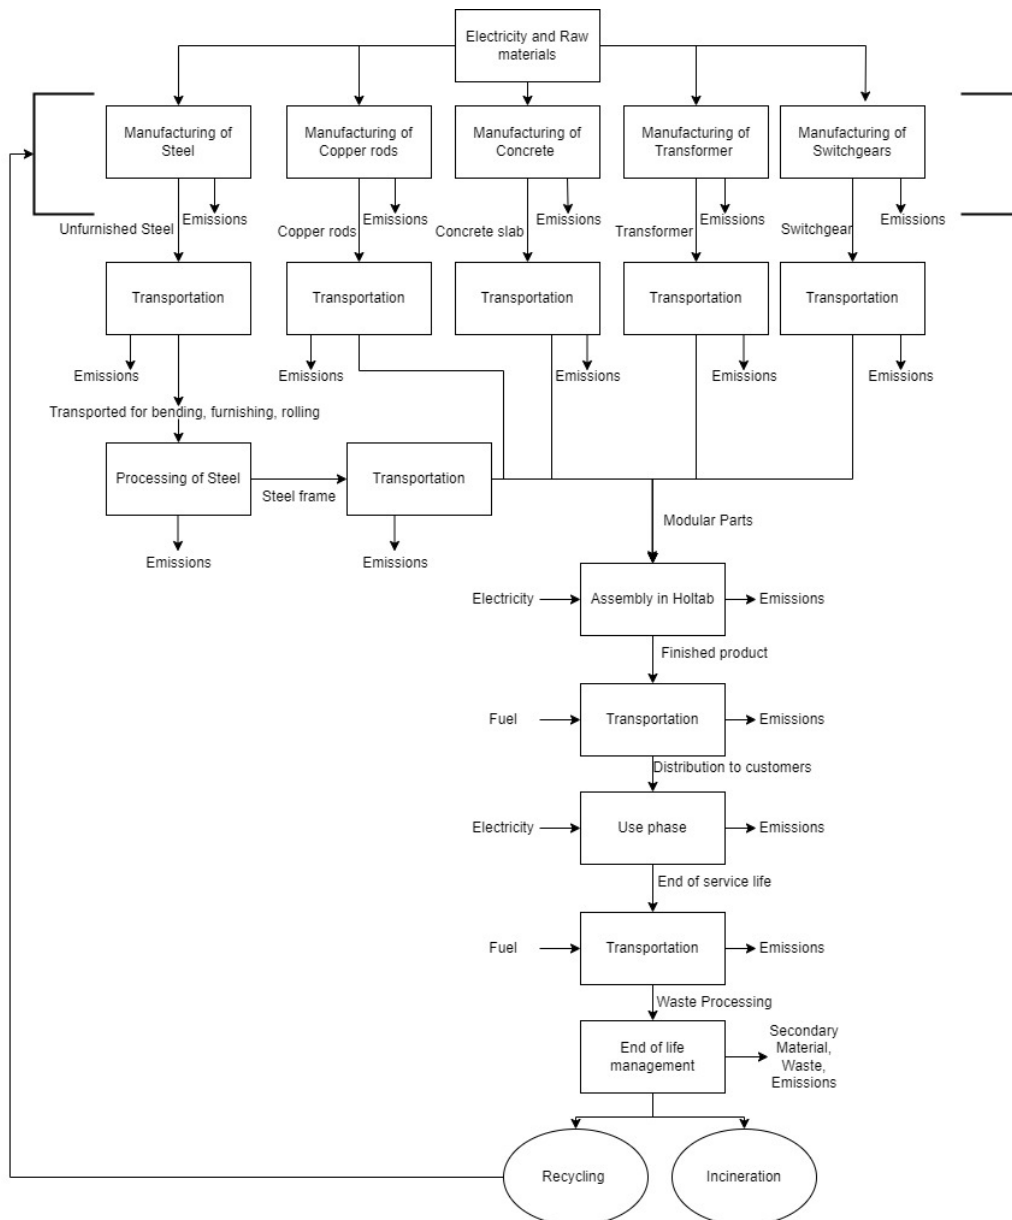 Electricity and Raw
materials
Manufacturing of
Steel
Manufacturing of
Copper rods
Manufacturing of
Concrete
Manufacturing of
Transformer
Manufacturing of
Switchgears
Unfurnished Steel
Emissions
Copper rods
Emissions
Concrete slab
Emissions
Transformer
Emissions
Switchgear
Emissions
Transportation
Transportation
Transportation
Transportation
Transportation
Emissions
Emissions
Emissions
Emissions
Emissions
Transported for bending, furnishing, rolling
Processing of Steel
Steel frame
Transportation
Modular Parts
Emissions
Emissions
Electricity
Assembly in Holtab
Emissions
Finished product
Fuel
Transportation
Emissions
Distribution to customers
Electricity
Use phase
Emissions
End of service life
Fuel
Transportation
Emissions
Waste Processing
End of life
management
Secondary
Material,
Waste,
Emissions
Recycling
Incineration